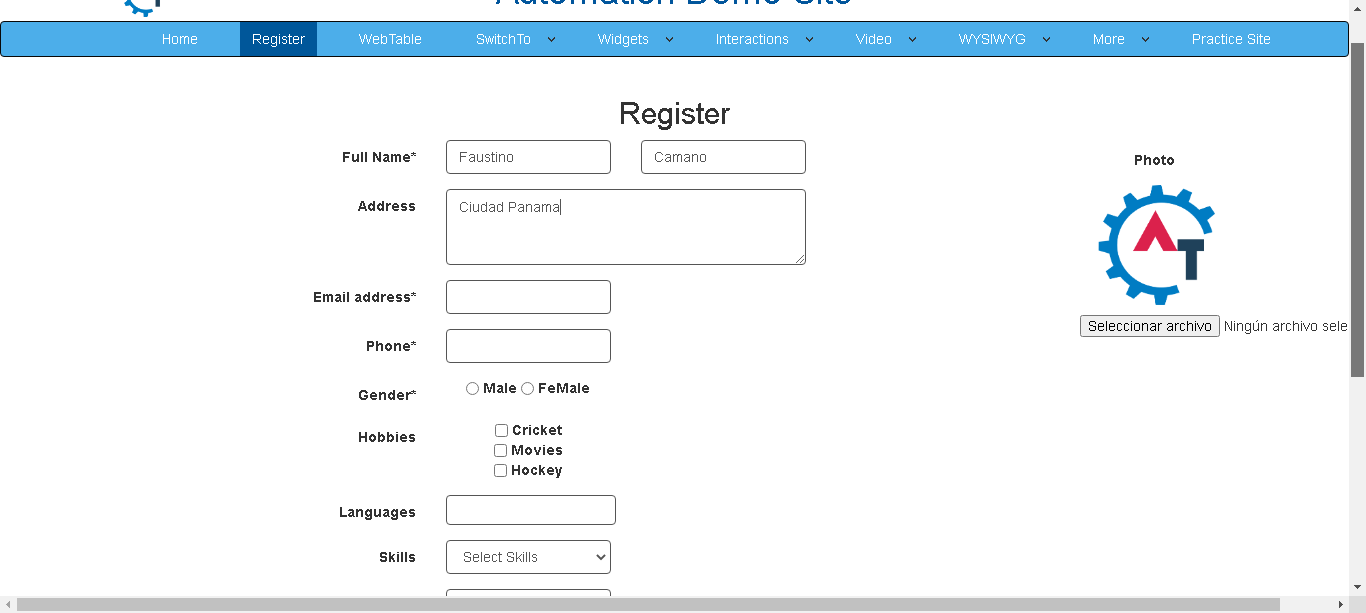 Automation Demo Site
Home Register WebTable SwitchTo Widgets Interactions Video WYSIWYG More Practice Site
Register
Full Name* Faustino Camano
Photo
Address Ciudad Panama
AT
Email address*
Seleccionar archivo Ningún archivo sele
Phone*
Gender* Male FeMale
Hobbies Cricket
Movies
Hockey
Languages
Skills Select Skills